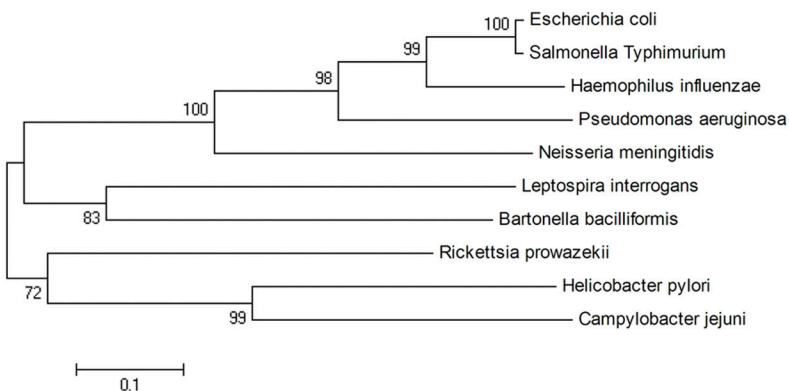 100
Escherichia coli
Salmonella Typhimurium
99
Haemophilus influenzae
98
Pseudomonas aeruginosa
100
Neisseria meningitidis
Leptospira interrogans
83
Bartonella bacilliformis
Rickettsia prowazekii
72
Helicobacter pylori
99
Campylobacter jejuni
0.1